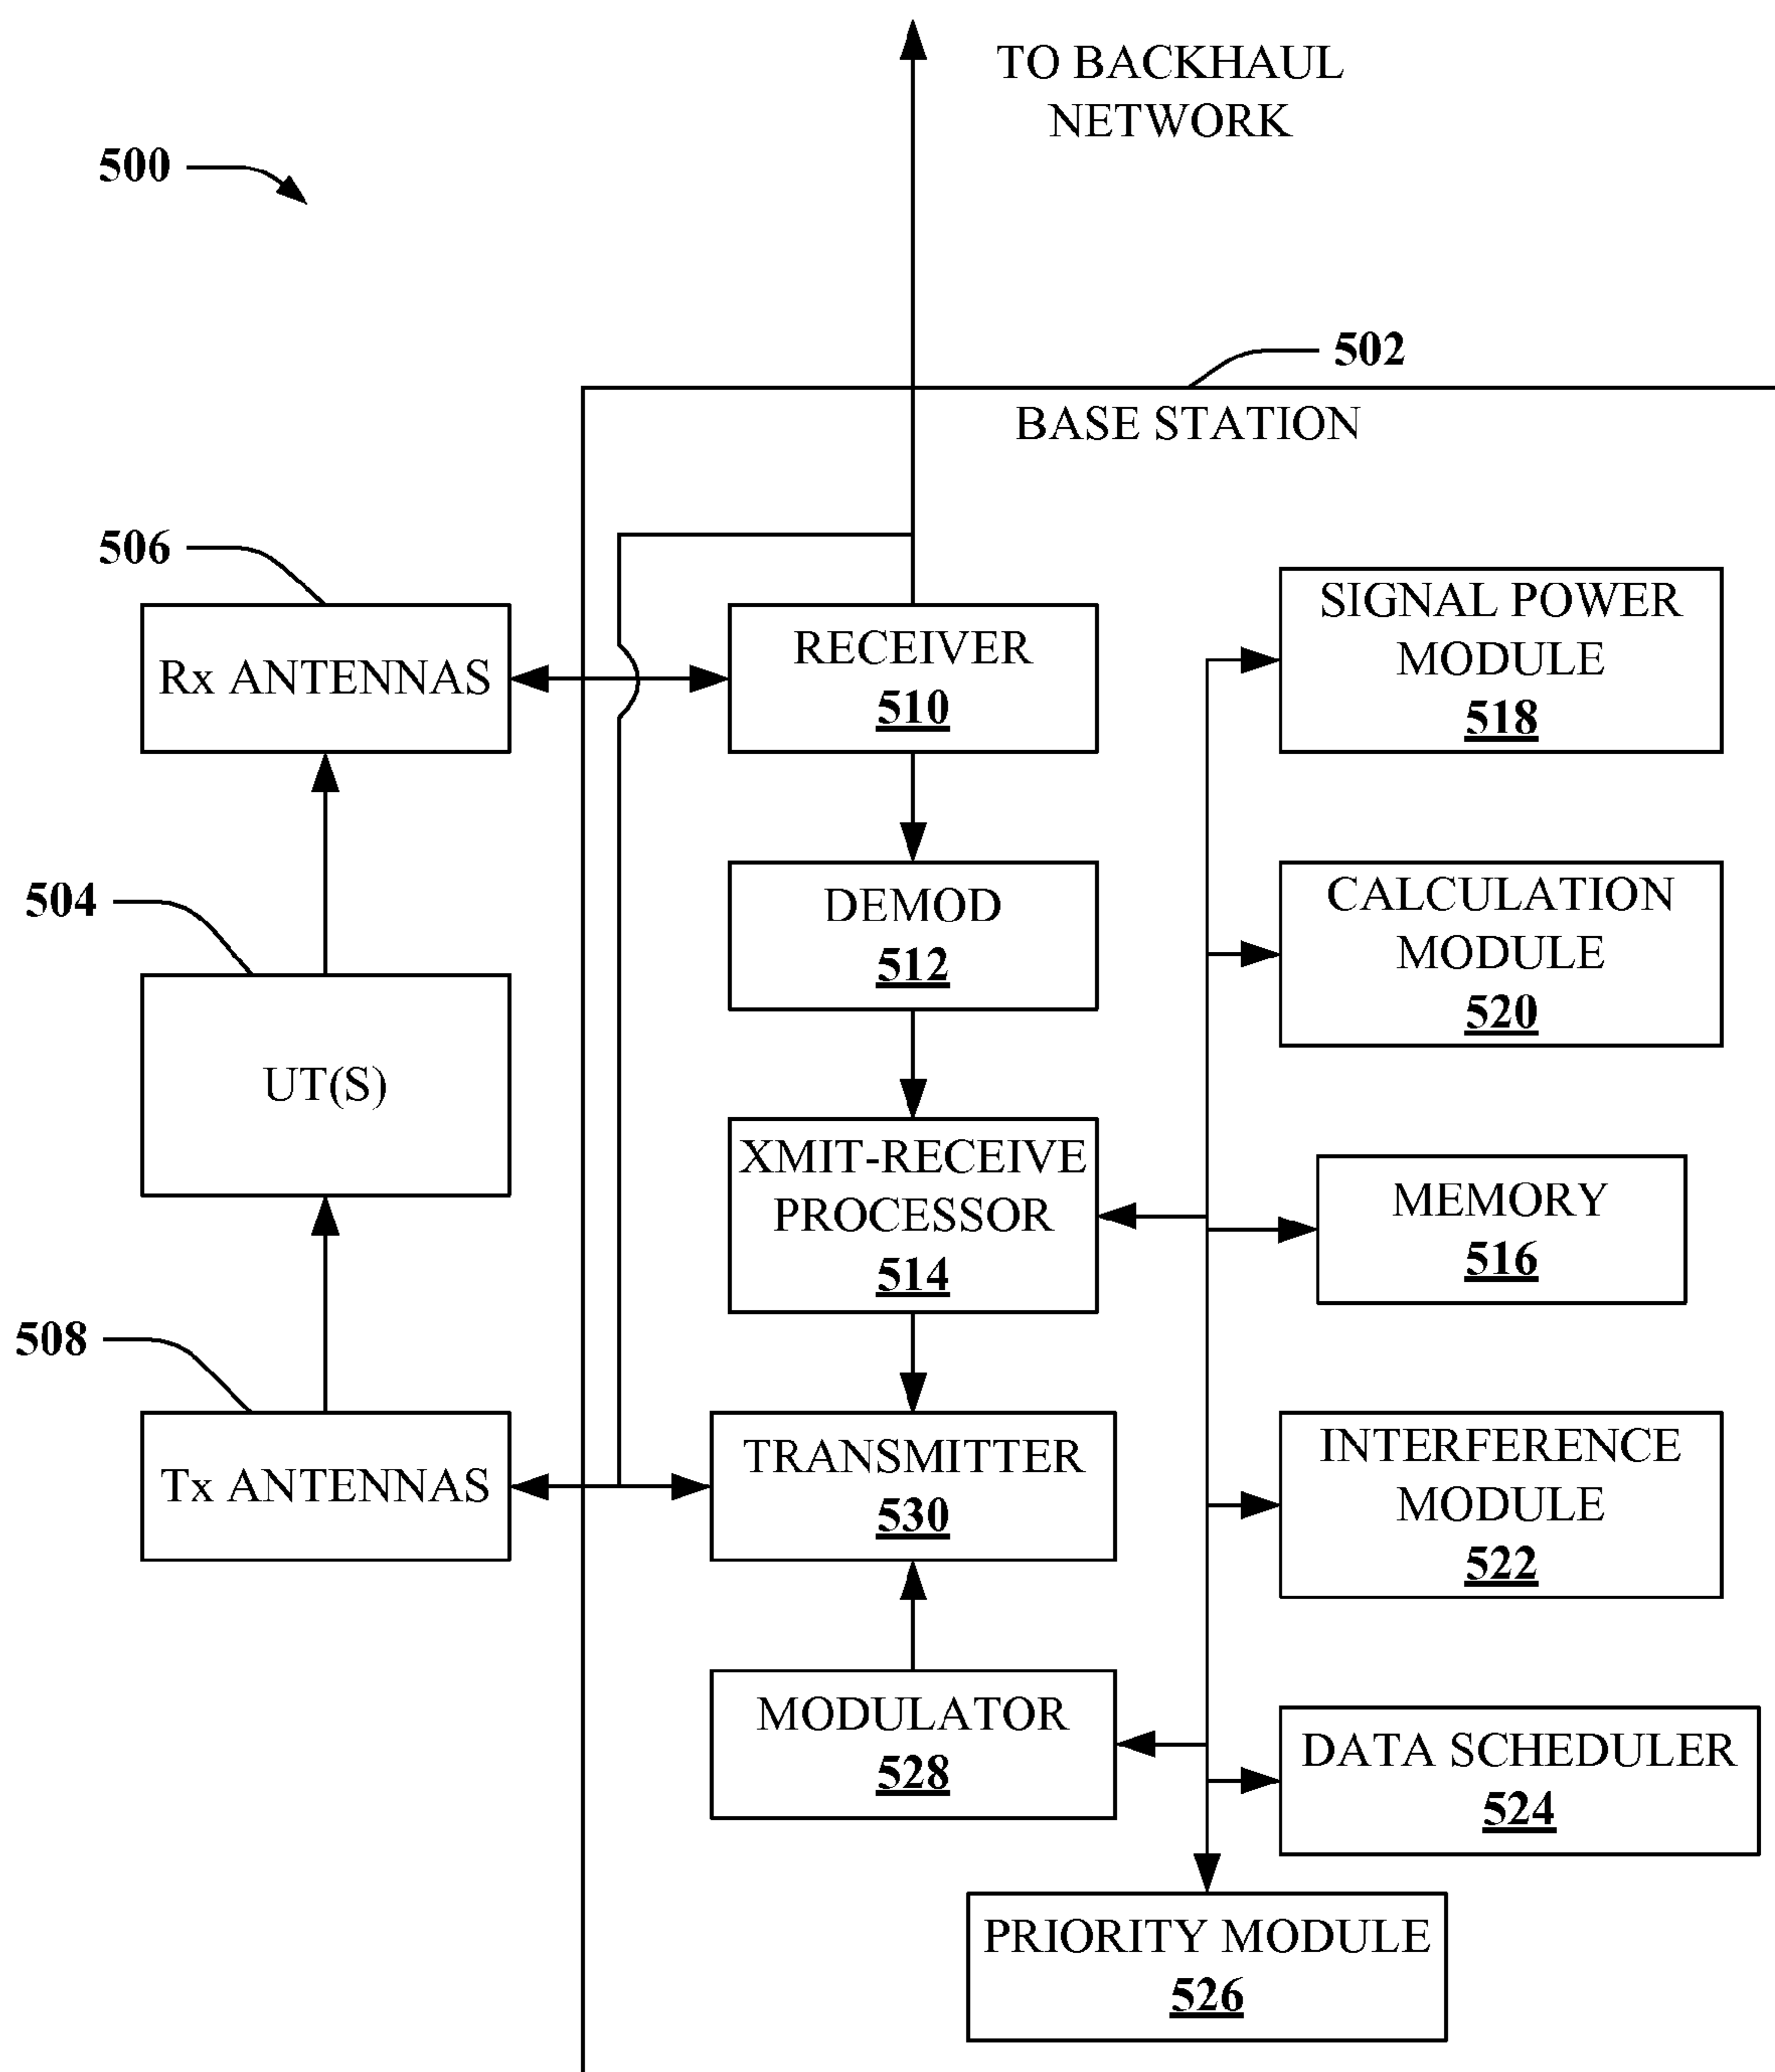 TO BACKHAUL
NETWORK
500
502
BASE STATION
506
Rx ANTENNAS
RECEIVER
510
SIGNAL POWER
MODULE
518
504
UT(S)
DEMOD
512
CALCULATION
MODULE
520
XMIT-RECEIVE
PROCESSOR
514
MEMORY
516
508
Tx ANTENNAS
TRANSMITTER
530
INTERFERENCE
MODULE
522
MODULATOR
528
DATA SCHEDULER
524
PRIORITY MODULE
526